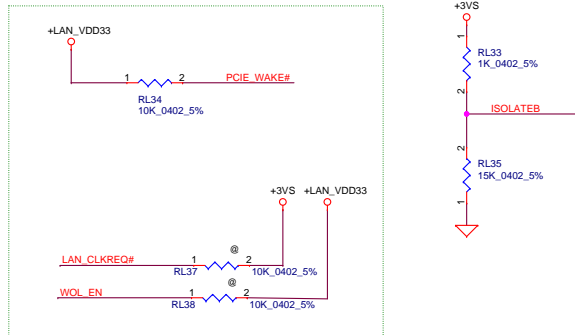 +LAN_VDD33
1 2 PCIE_WAKE#
RL34
10K_0402_5%
+3VS +LAN_VDD33
@
LAN_CLKREQ# 1 2
RL37 10K_0402_5%
@
WOL_EN 1 2
RL38 10K_0402_5%
+3VS
1
RL33
1K_0402_5%
2
ISOLATEB
2
RL35
15K_0402_5%
1